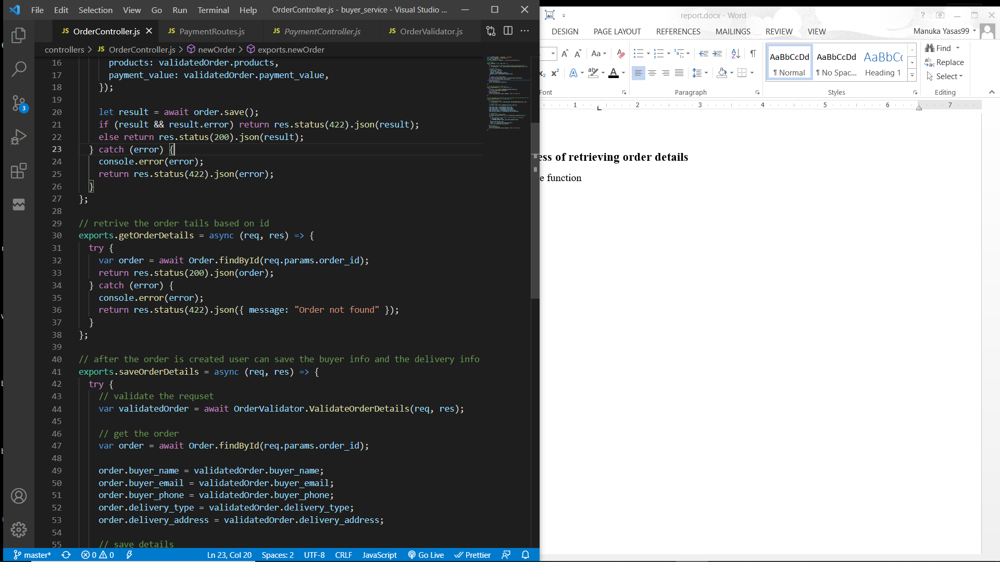 File Edit Selection View Go Run Terminal Help OrderController.js - buyer_service - Visual Studio ...
JS OrderController.js JS PaymentRoutes.js JS PaymentController.js JS OrderValidator.js
controllers > JS OrderController.js > newOrder > exports.newOrder
16 products: validatedOrder.products,
17 payment_value: validatedOrder.payment_value,
18 });
19
20 let result = await order.save();
21 if (result && result.error) return res.status(422).json(result);
22 else return res.status(200).json(result);
23 } catch (error) {
24 console.error(error);
25 return res.status(422).json(error);
26 }
27 };
28
29 // retrive the order tails based on id
30 exports.getOrderDetails = async (req, res) => {
31 try {
32 var order = await Order.findById(req.params.order_id);
33 return res.status(200).json(order);
34 } catch (error) {
35 console.error(error);
36 return res.status(422).json({ message: "Order not found" });
37 }
38 };
39
40 // after the order is created user can save the buyer info and the delivery info
41 exports.saveOrderDetails = async (req, res) => {
42 try {
43 // validate the requset
44 var validatedOrder = await OrderValidator.ValidateOrderDetails(req, res);
45
46 // get the order
47 var order = await Order.findById(req.params.order_id);
48
49 order.buyer_name = validatedOrder.buyer_name;
50 order.buyer_email = validatedOrder.buyer_email;
51 order.buyer_phone = validatedOrder.buyer_phone;
52 order.delivery_type = validatedOrder.delivery_type;
53 order.delivery_address = validatedOrder.delivery_address;
54
55 // save details
3
master* 0 0 Ln 23, Col 20 Spaces: 2 UTF-8 CRLF JavaScript Go Live Prettier
report.docx - Word
DESIGN PAGE LAYOUT REFERENCES MAILINGS REVIEW VIEW Manuka Yasas99
Aa
AaBbCcDd AaBbCcDd AaBbCc
¶ Normal ¶ No Spac... Heading 1
Find
Replace
Select
Font Paragraph Styles Editing
1 2 3 4 5 6 7
ess of retrieving order details
e function